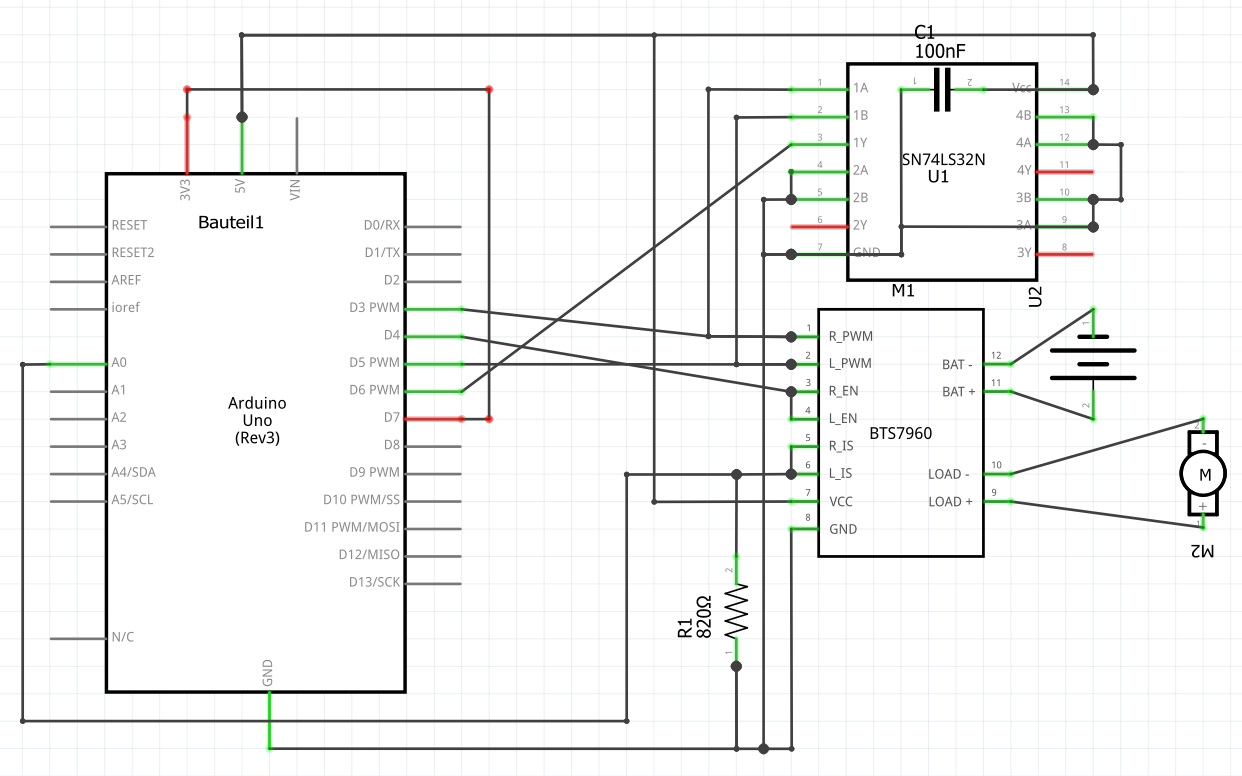 C1
100nF
1
2
1
1A
Vcc
14
2
1B
4B
13
3
1Y
4A
12
SN74LS32N
U1
4
2A
4Y
11
5
2B
3B
10
6
2Y
3A
9
7
GND
3Y
8
3V3
5V
VIN
Bauteil1
RESET
D0/RX
RESET2
D1/TX
AREF
D2
ioref
D3 PWM
D4
A0
D5 PWM
A1
D6 PWM
A2
D7
Arduino
Uno
(Rev3)
A3
D8
A4/SDA
D9 PWM
A5/SCL
D10 PWM/SS
D11 PWM/MOSI
D12/MISO
D13/SCK
N/C
GND
M1
U2
1
2
1
R_PWM
2
L_PWM
BAT -
12
3
R_EN
BAT +
11
4
L_EN
BTS7960
5
R_IS
6
L_IS
LOAD -
10
7
VCC
LOAD +
9
8
GND
2
-
M
+
1
M2
2
R1
820Ω
1